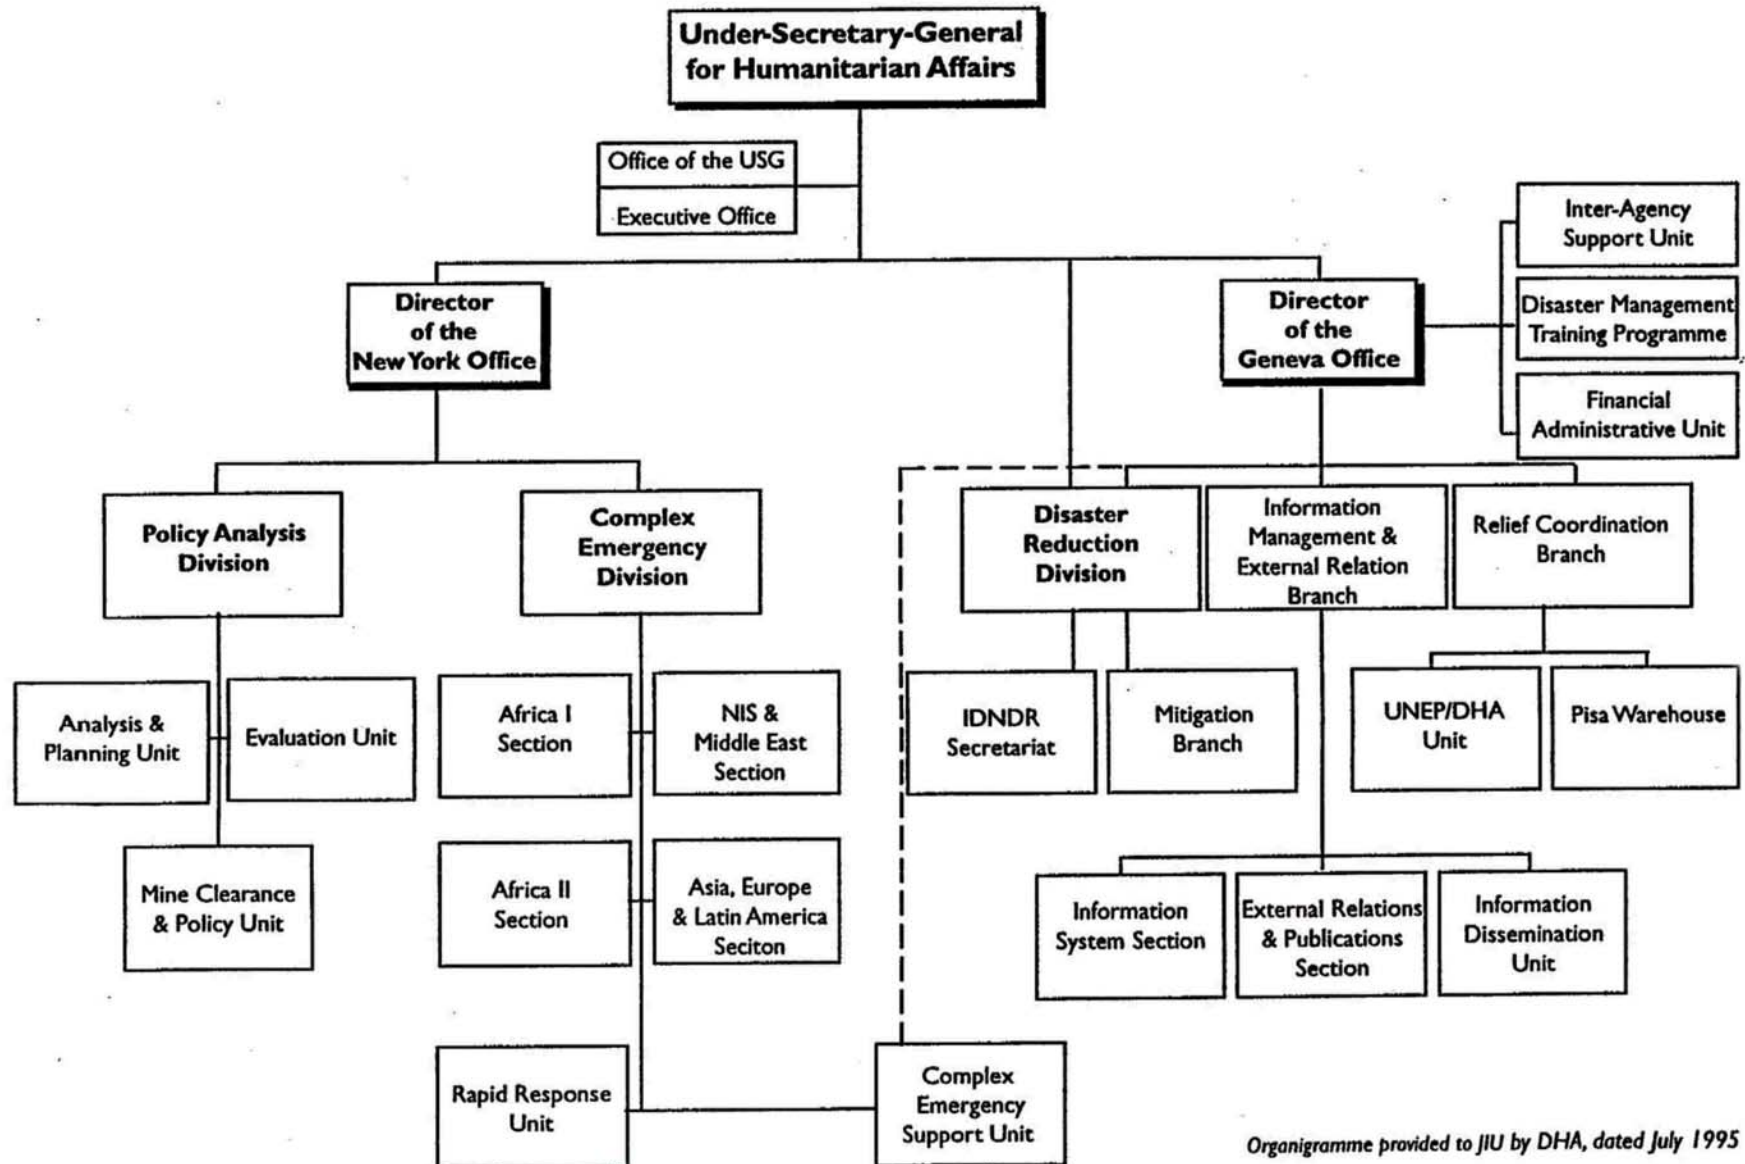 Under-Secretary-General
for Humanitarian Affairs
Office of the USG
Executive Office
Inter-Agency
Support Unit
Disaster Management
Training Programme
Financial
Administrative Unit
Director
of the
New York Office
Director
of the
Geneva Office
Policy Analysis
Division
Complex
Emergency
Division
Disaster
Reduction
Division
Information
Management &
External Relation
Branch
Relief Coordination
Branch
Analysis &
Planning Unit
Evaluation Unit
Africa I
Section
NIS &
Middle East
Section
IDNDR
Secretariat
Mitigation
Branch
UNEP/DHA
Unit
Pisa Warehouse
Mine Clearance
& Policy Unit
Africa II
Section
Asia, Europe
& Latin America
Seciton
Information
System Section
External Relations
& Publications
Section
Information
Dissemination
Unit
Rapid Response
Unit
Complex
Emergency
Support Unit
Organigramme provided to JIU by DHA, dated July 1995